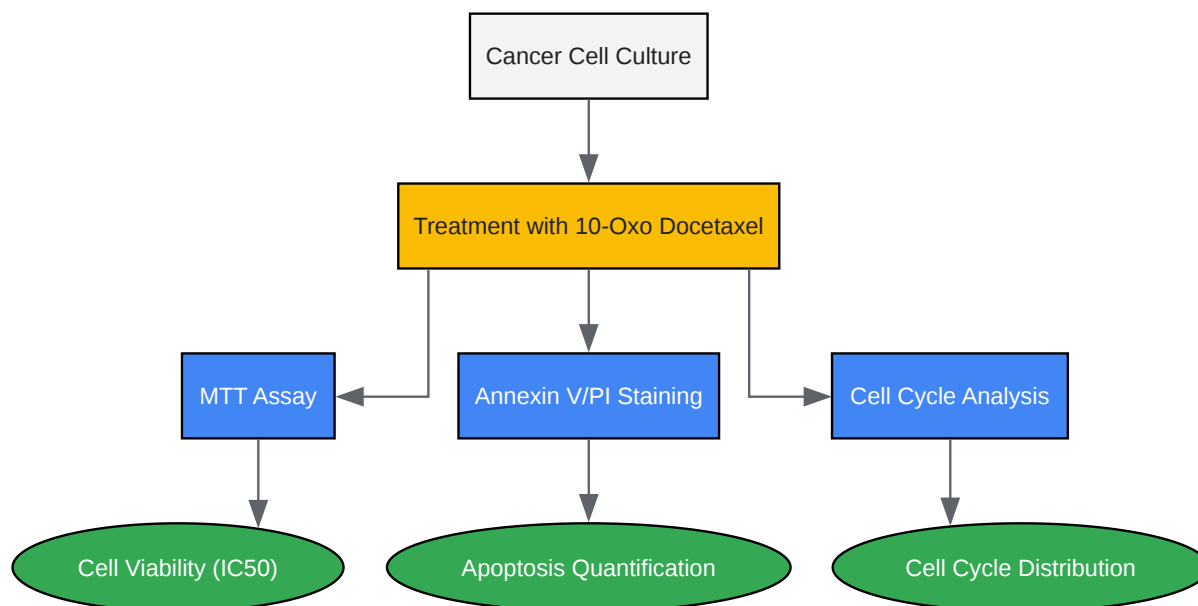 Cancer Cell Culture
Treatment with 10-Oxo Docetaxel
MTT Assay
Annexin V/PI Staining
Cell Cycle Analysis
Cell Viability (IC50)
Apoptosis Quantification
Cell Cycle Distribution